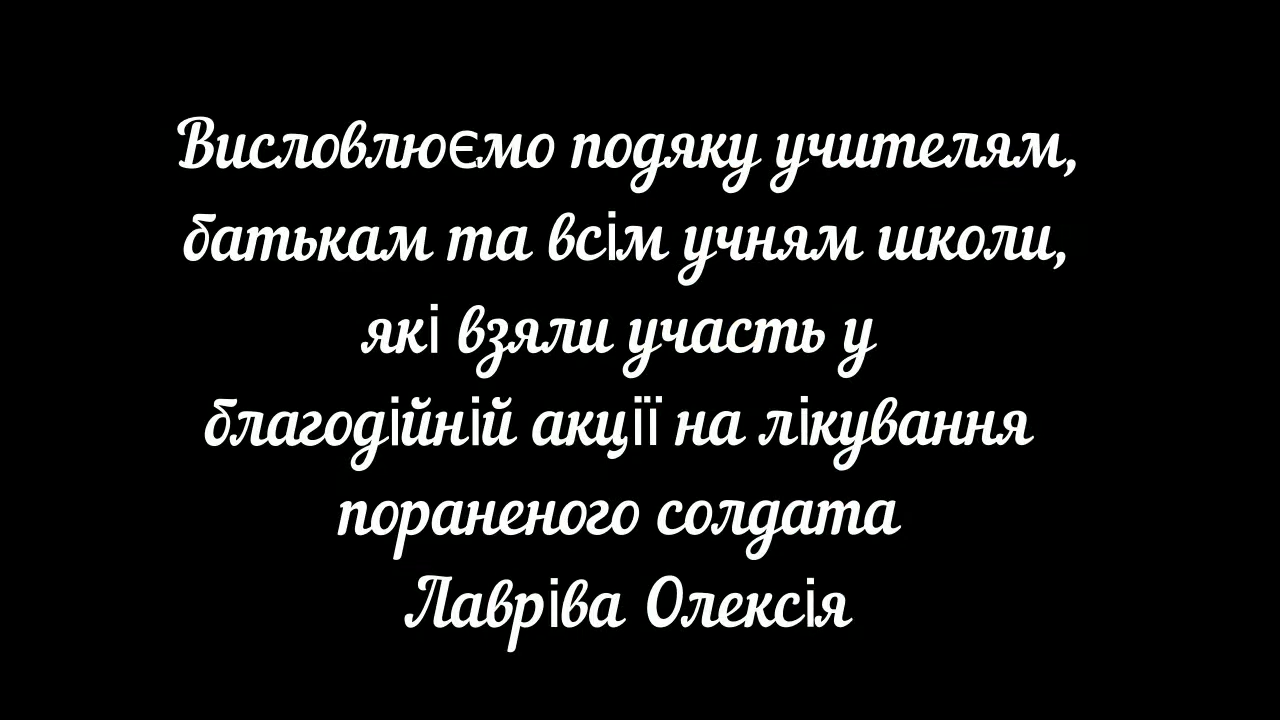 Висловлюємо подяку учителям,
батькам та всім учням школи,
які взяли участь у
благодійній акції на лікування
пораненого солдата
Лавріва Олексія